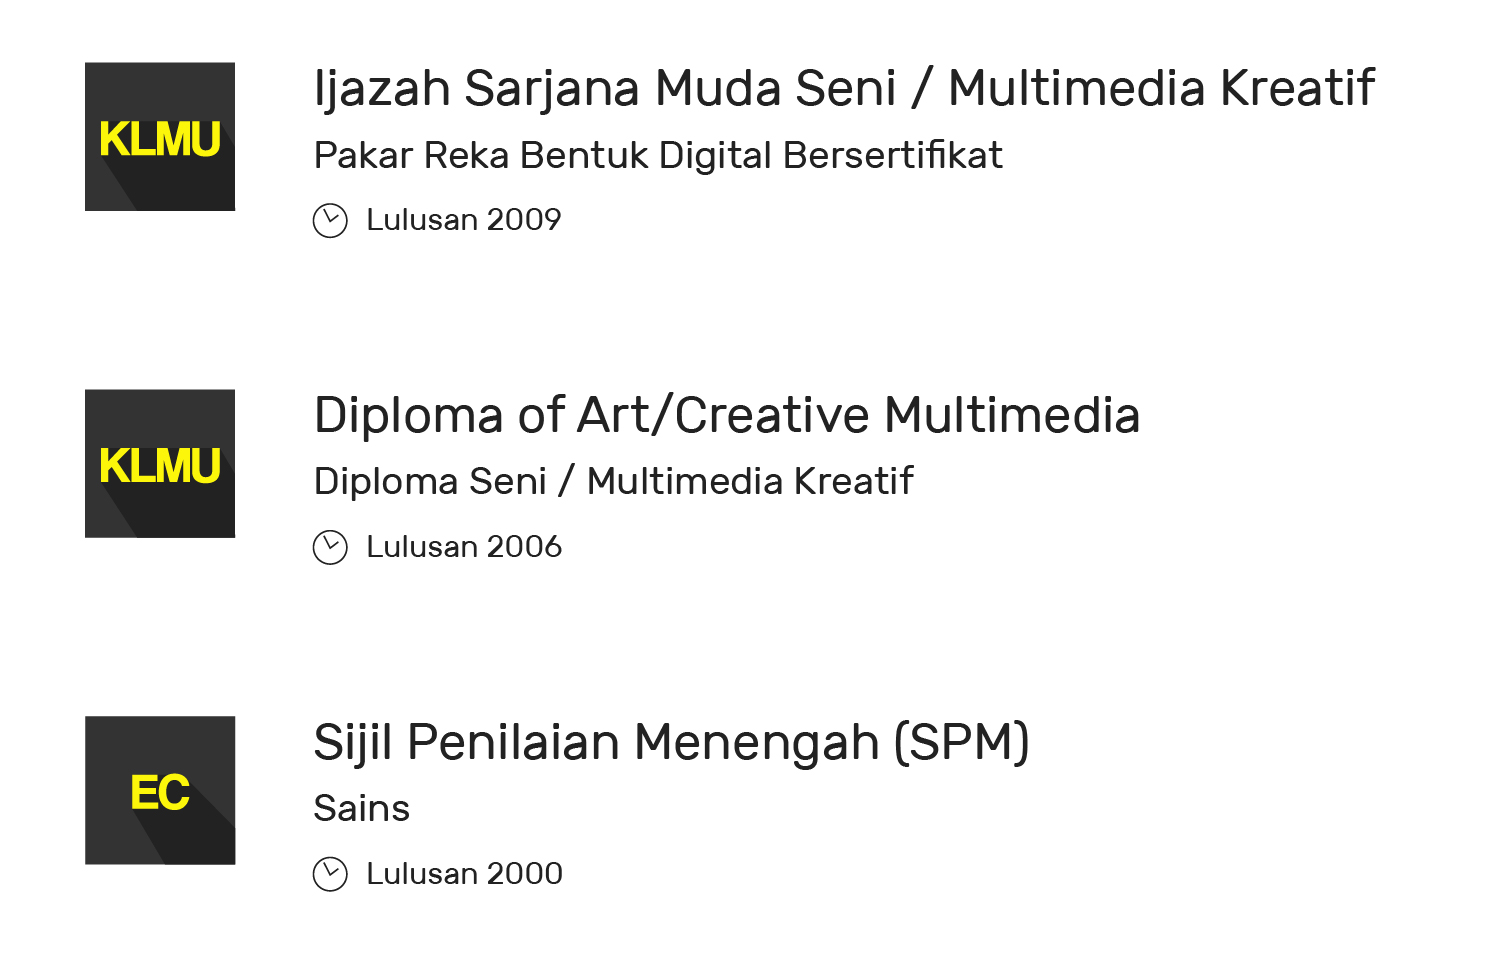 KLMU
Ijazah Sarjana Muda Seni / Multimedia Kreatif
Pakar Reka Bentuk Digital Bersertifikat
Lulusan 2009
KLMU
Diploma of Art/Creative Multimedia
Diploma Seni / Multimedia Kreatif
Lulusan 2006
EC
Sijil Penilaian Menengah (SPM)
Sains
Lulusan 2000